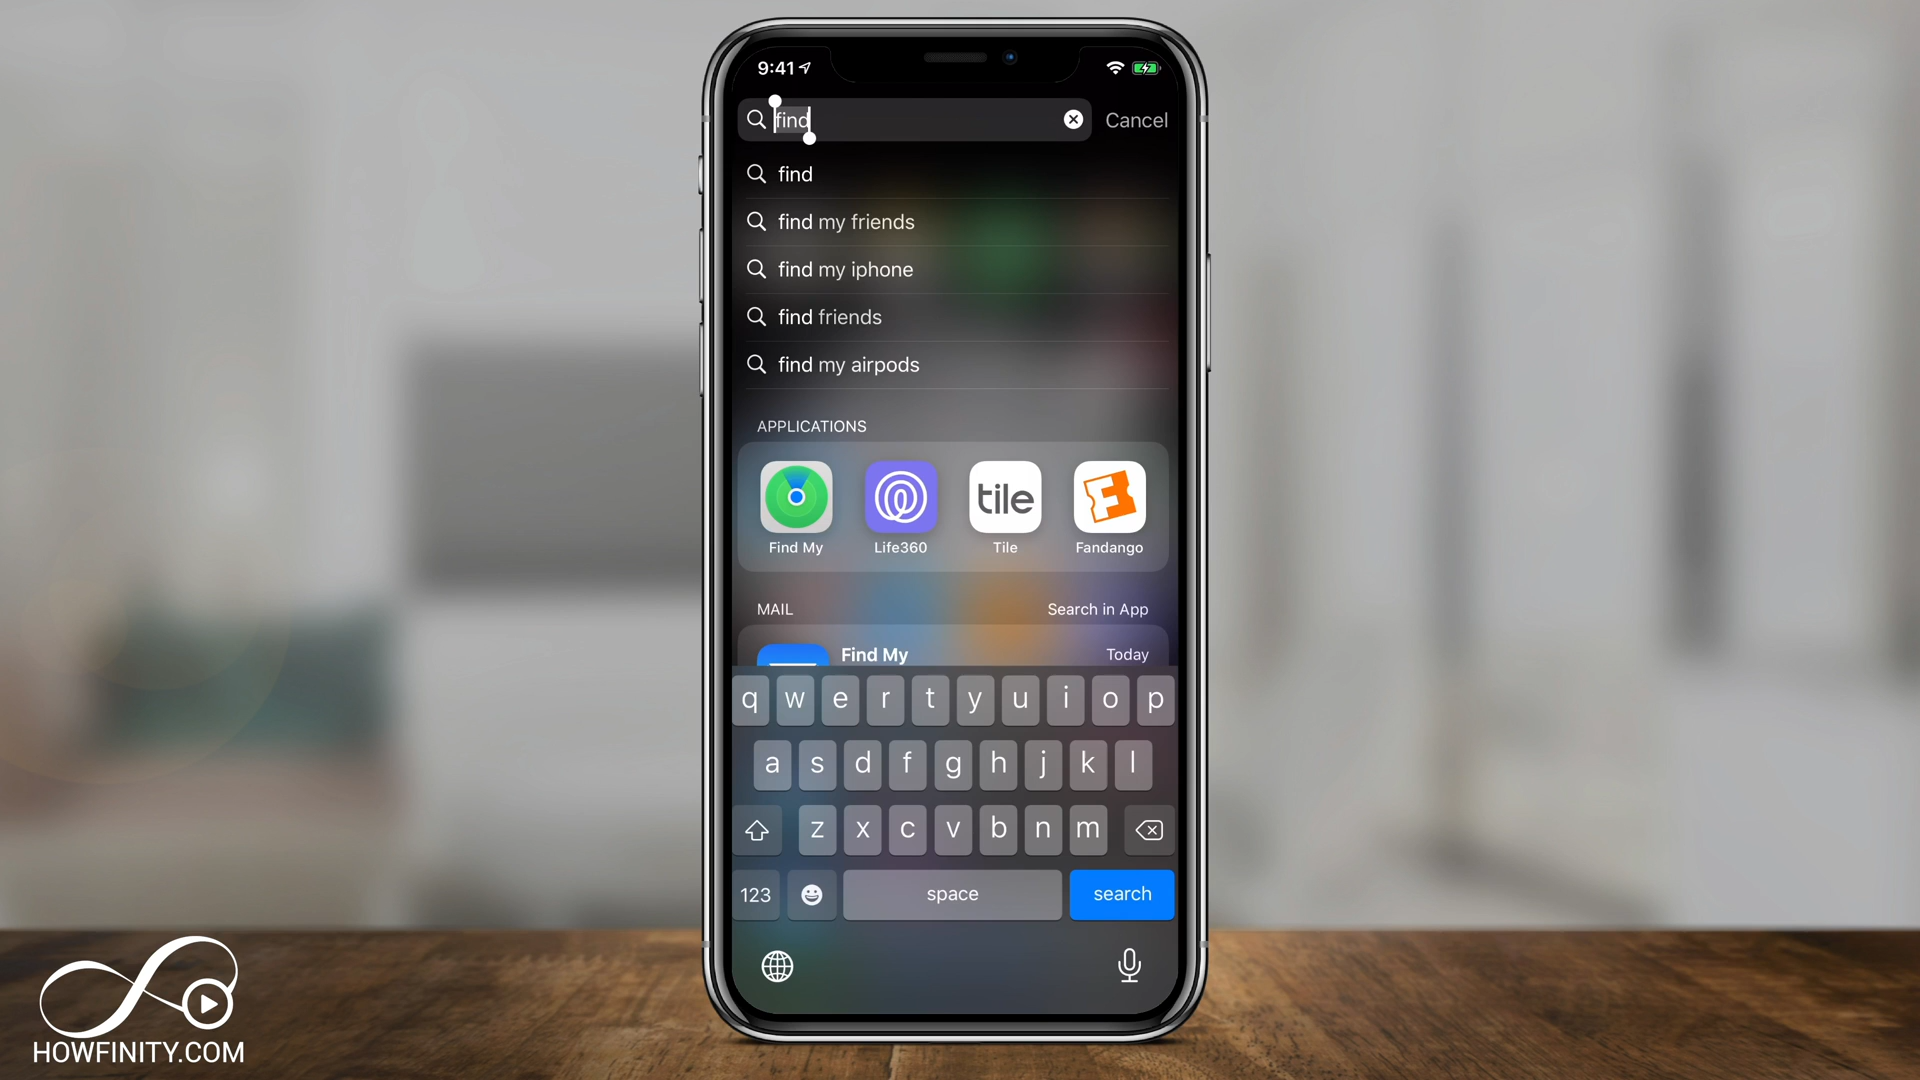 9:41
find
Cancel
find
find my friends
find my iphone
find friends
find my airpods
APPLICATIONS
tile
Find My
Life360
Tile
Fandango
MAIL
Search in App
Find My
Today
q w e r t y u i o p
a s d f g h j k l
z x c v b n m
123
space
search
HOWFINITY.COM